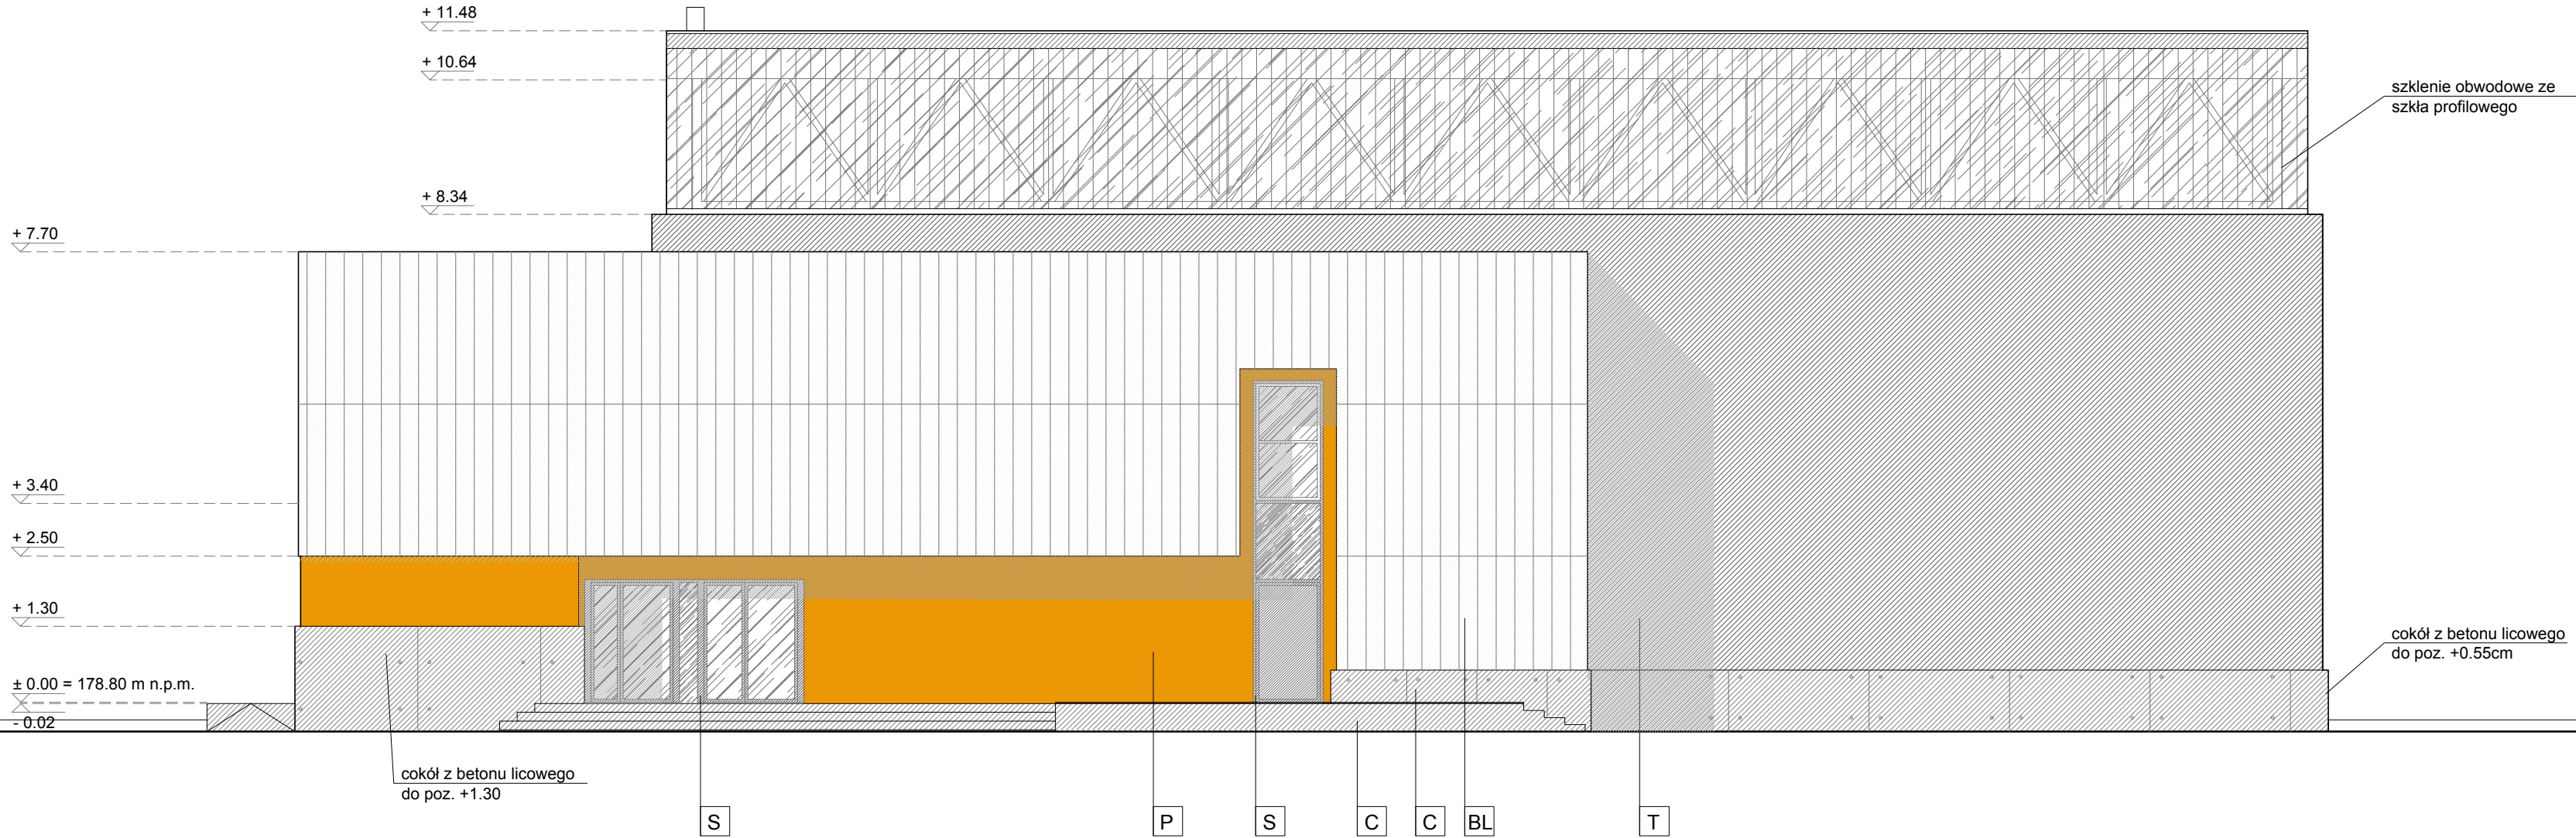 + 11.48
+ 10.64
szklenie obwodowe ze
szkła profilowego
+ 8.34
+ 7.70
+ 3.40
+ 2.50
+ 1.30
cokół z betonu licowego
do poz. +0.55cm
± 0.00 = 178.80 m n.p.m.
- 0.02
cokół z betonu licowego
do poz. +1.30
S P S C C BL T